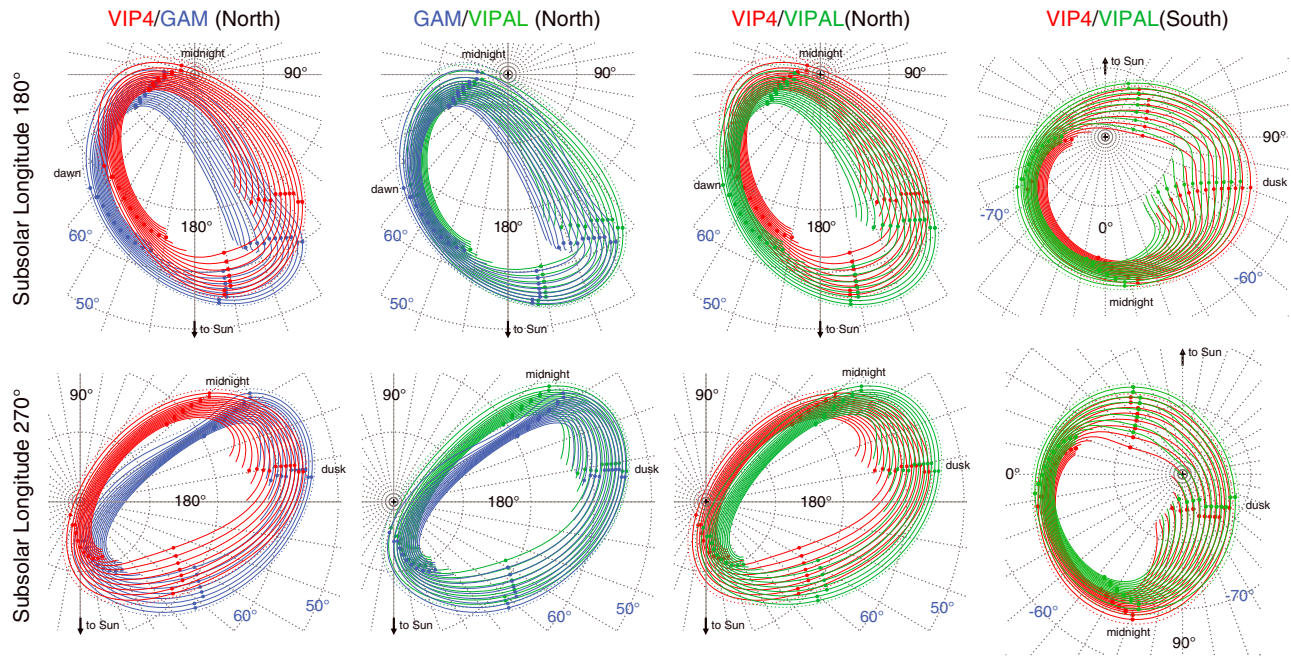 VIP4/GAM (North)
GAM/VIPAL (North)
VIP4/VIPAL(North)
VIP4/VIPAL(South)
Subsolar Longitude 180°
midnight
90°
dawn
180°
60°
50°
to Sun
midnight
90°
dawn
180°
60°
50°
to Sun
midnight
90°
dawn
180°
60°
50°
to Sun
to Sun
90°
dusk
-70°
0°
-60°
midnight
Subsolar Longitude 270°
90°
midnight
dusk
180°
50°
60°
to Sun
90°
midnight
dusk
180°
50°
60°
to Sun
90°
midnight
dusk
180°
50°
60°
to Sun
to Sun
0°
dusk
-70°
-60°
midnight
90°